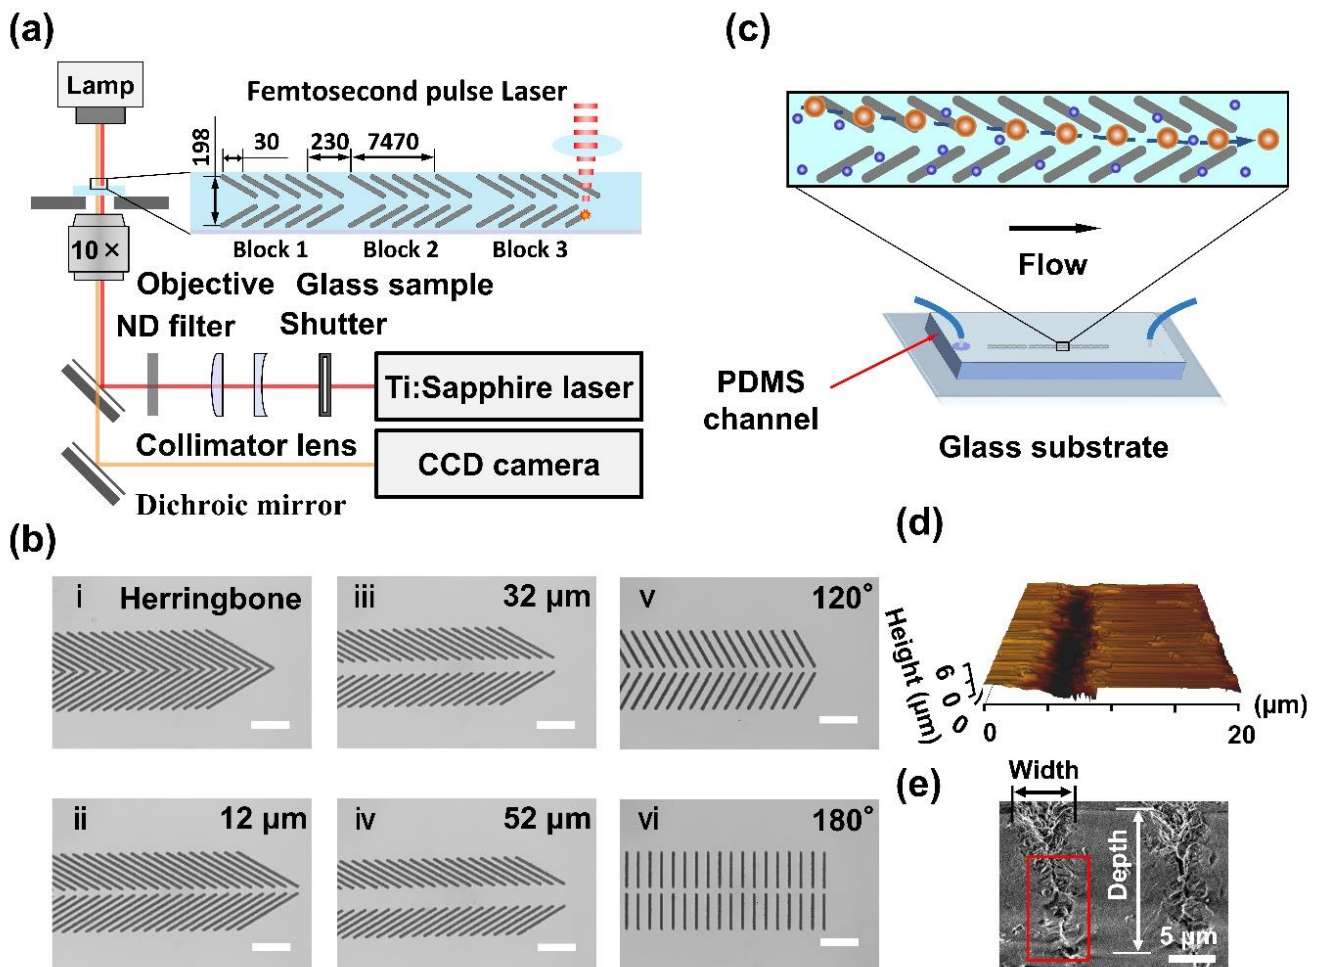 (a)
Lamp
Femtosecond pulse Laser
198
30
230
7470
10 ×
Block 1
Block 2
Block 3
Objective
Glass sample
ND filter
Shutter
Ti:Sapphire laser
Collimator lens
CCD camera
Dichroic mirror
(b)
i
Herringbone
iii
32 μm
v
120°
ii
12 μm
iv
52 μm
vi
180°
(c)
Flow
PDMS
channel
Glass substrate
(d)
Height (μm)
6
0
0
0
20
(μm)
(e)
Width
Depth
5 μm